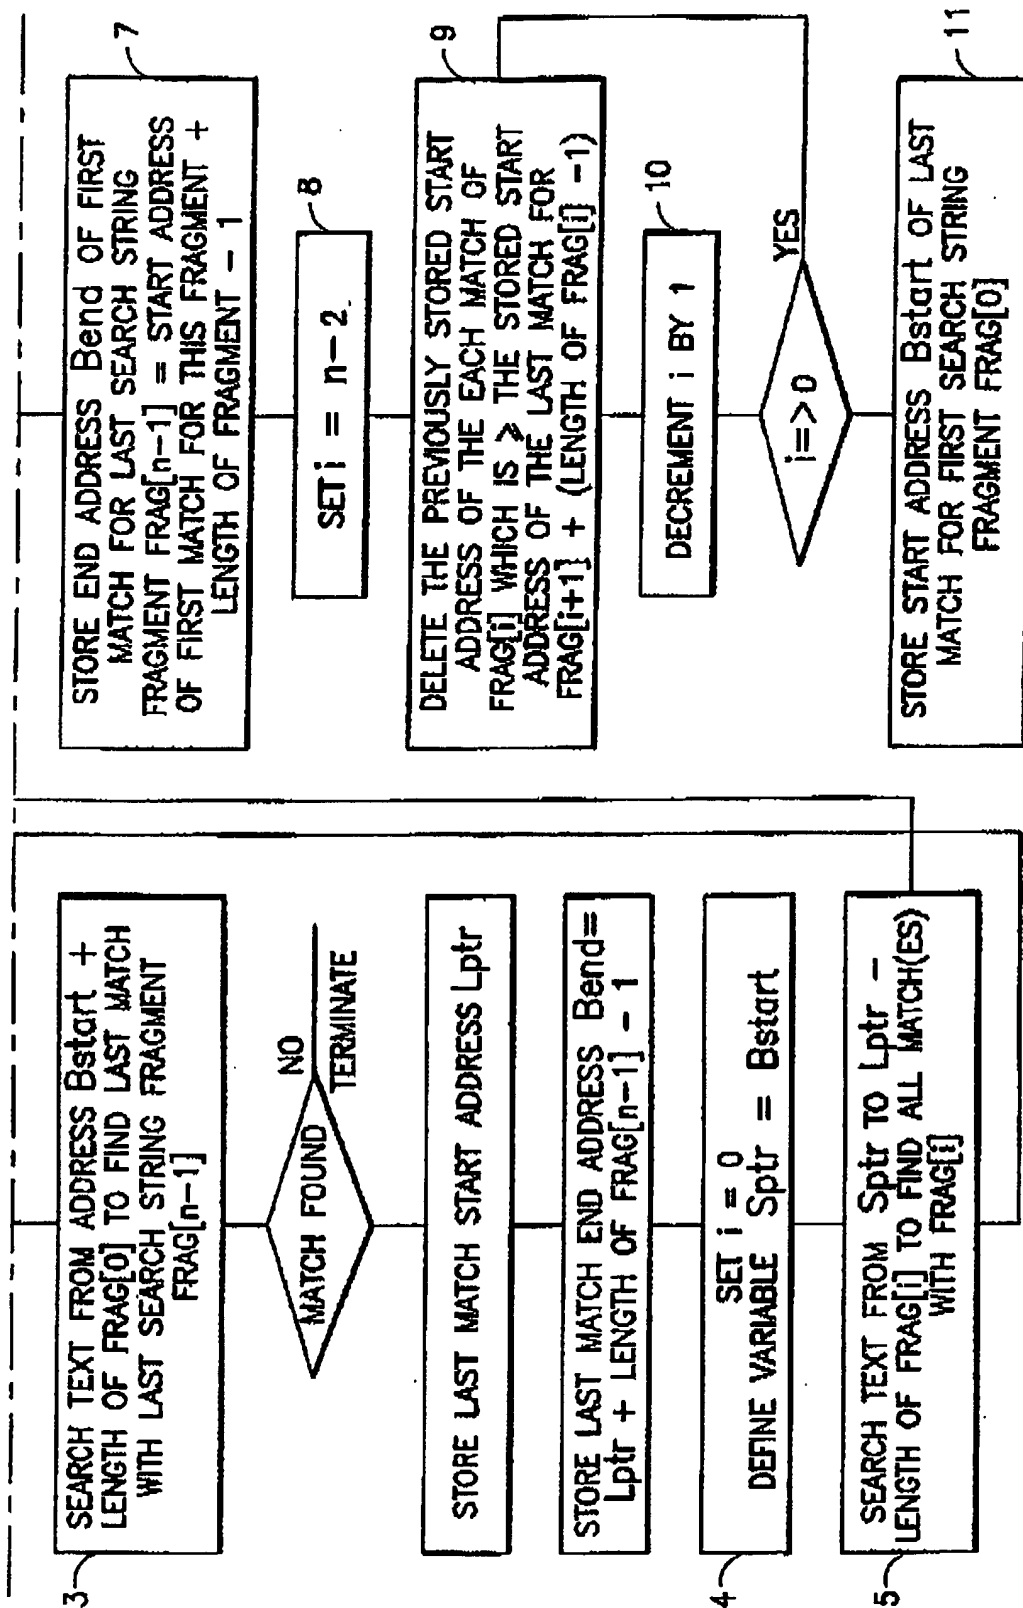 3
SEARCH TEXT FROM ADDRESS Bstart +
LENGTH OF FRAG[0] TO FIND LAST MATCH
WITH LAST SEARCH STRING FRAGMENT
FRAG[n-1]
MATCH FOUND
NO
TERMINATE
STORE LAST MATCH START ADDRESS Lptr
STORE LAST MATCH END ADDRESS Bend=
Lptr + LENGTH OF FRAG[n-1] - 1
4
SET i = 0
DEFINE VARIABLE Sptr = Bstart
5
SEARCH TEXT FROM Sptr TO Lptr -
LENGTH OF FRAG[i] TO FIND ALL MATCH(ES)
WITH FRAG[i]
7
STORE END ADDRESS Bend OF FIRST
MATCH FOR LAST SEARCH STRING
FRAGMENT FRAG[n-1] = START ADDRESS
OF FIRST MATCH FOR THIS FRAGMENT +
LENGTH OF FRAGMENT - 1
8
SET i = n-2
9
DELETE THE PREVIOUSLY STORED START
ADDRESS OF THE EACH MATCH OF
FRAG[i] WHICH IS ⩾ THE STORED START
ADDRESS OF THE LAST MATCH FOR
FRAG[i+1] + (LENGTH OF FRAG[i] -1)
10
DECREMENT i BY 1
i=>0
YES
11
STORE START ADDRESS Bstart OF LAST
MATCH FOR FIRST SEARCH STRING
FRAGMENT FRAG[0]